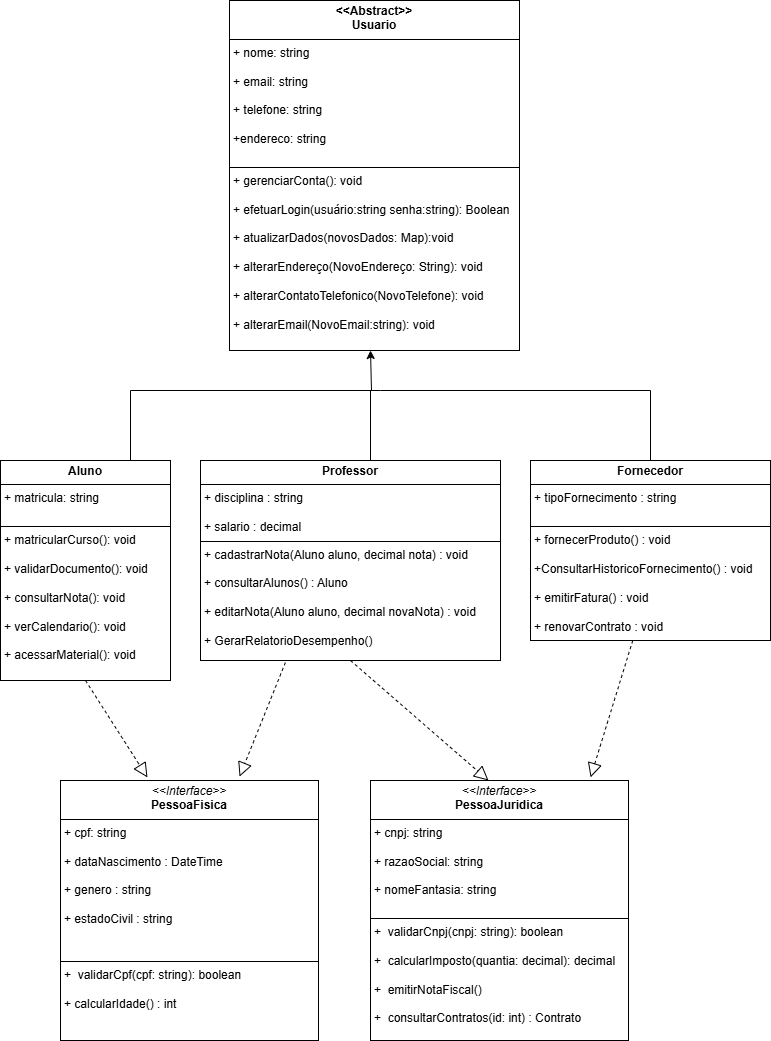 <<Abstract>>
Usuario
+ nome: string
+ email: string
+ telefone: string
+endereco: string
+ gerenciarConta(): void
+ efetuarLogin(usuário:string senha:string): Boolean
+ atualizarDados(novosDados: Map):void
+ alterarEndereço(NovoEndereço: String): void
+ alterarContatoTelefonico(NovoTelefone): void
+ alterarEmail(NovoEmail:string): void
Aluno
+ matricula: string
+ matricularCurso(): void
+ validarDocumento(): void
+ consultarNota(): void
+ verCalendario(): void
+ acessarMaterial(): void
Professor
+ disciplina : string
+ salario : decimal
+ cadastrarNota(Aluno aluno, decimal nota) : void
+ consultarAlunos() : Aluno
+ editarNota(Aluno aluno, decimal novaNota) : void
+ GerarRelatorioDesempenho()
Fornecedor
+ tipoFornecimento : string
+ fornecerProduto() : void
+ConsultarHistoricoFornecimento() : void
+ emitirFatura() : void
+ renovarContrato : void
<<Interface>>
PessoaFisica
+ cpf: string
+ dataNascimento : DateTime
+ genero : string
+ estadoCivil : string
+ validarCpf(cpf: string): boolean
+ calcularIdade() : int
<<Interface>>
PessoaJuridica
+ cnpj: string
+ razaoSocial: string
+ nomeFantasia: string
+ validarCnpj(cnpj: string): boolean
+ calcularImposto(quantia: decimal): decimal
+ emitirNotaFiscal()
+ consultarContratos(id: int) : Contrato